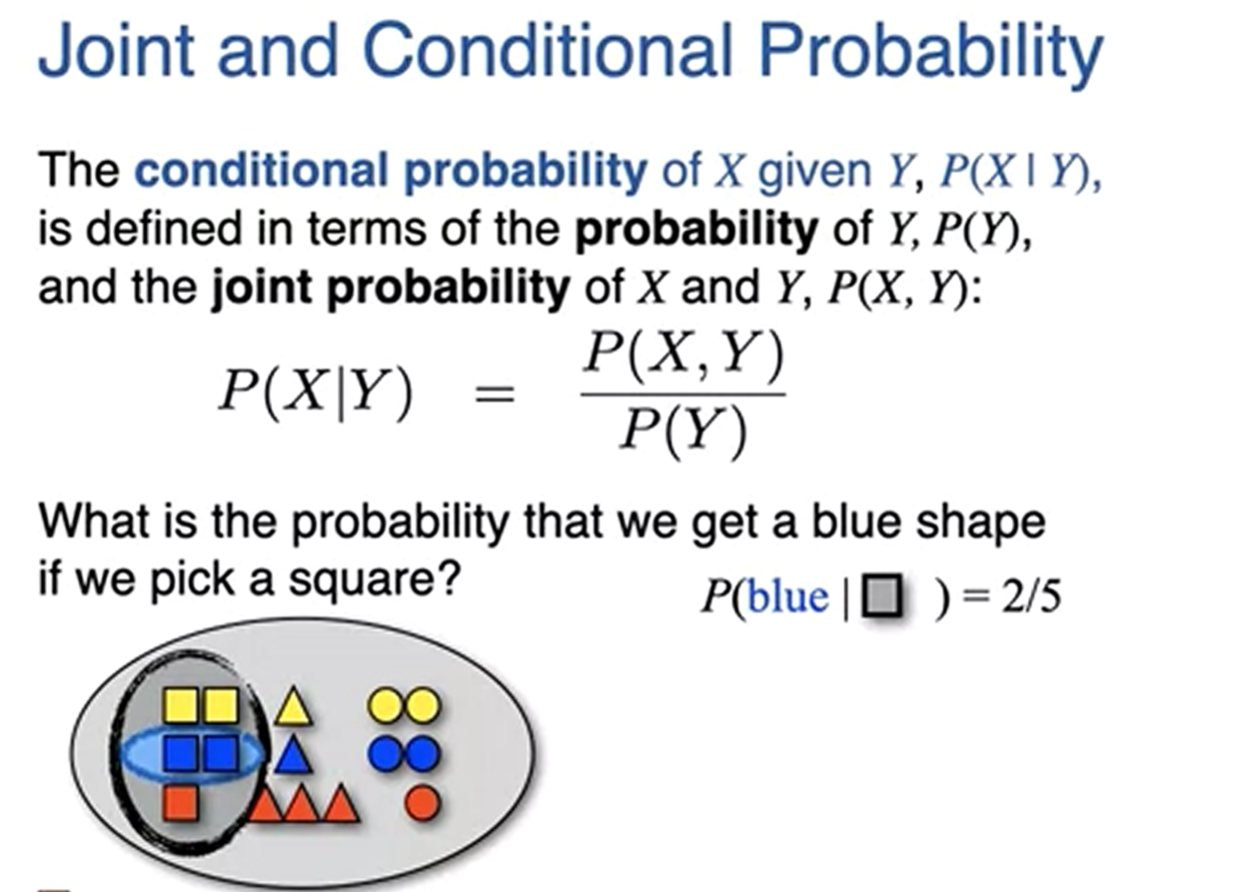 Joint and Conditional Probability
The conditional probability of X given Y, P(X | Y),
is defined in terms of the probability of Y, P(Y),
and the joint probability of X and Y, P(X, Y):
P(X|Y) = P(X, Y) / P(Y)
What is the probability that we get a blue shape
if we pick a square?
P(blue | □ ) = 2/5